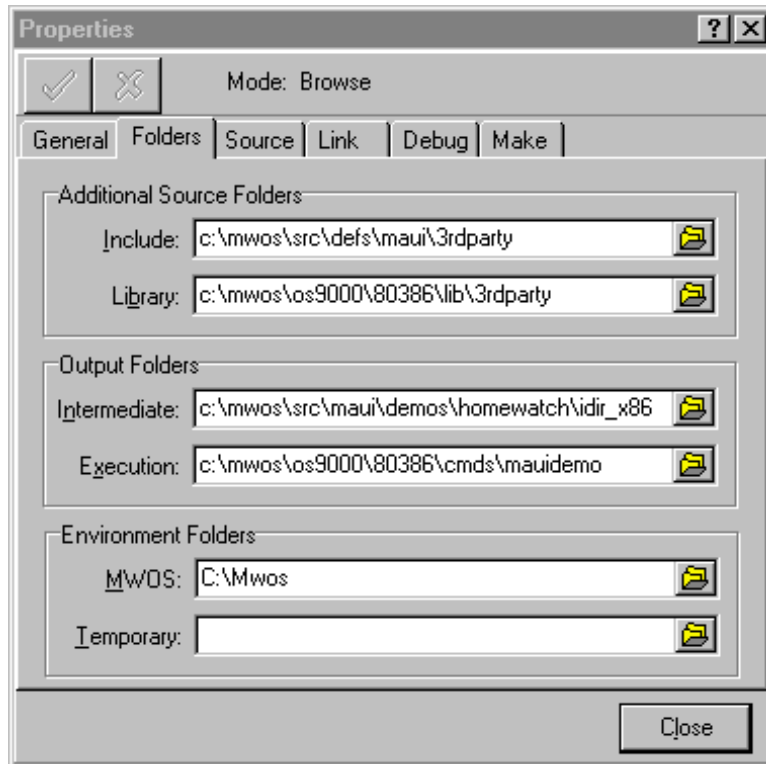 Properties
Mode: Browse
General Folders Source Link Debug Make
Additional Source Folders
Include: c:\mwos\src\defs\maui\3rdparty
Library: c:\mwos\os9000\80386\lib\3rdparty
Output Folders
Intermediate: c:\mwos\src\maui\demos\homewatch\idir_x86
Execution: c:\mwos\os9000\80386\cmds\mauidemo
Environment Folders
MWOS: C:\Mwos
Temporary:
Close